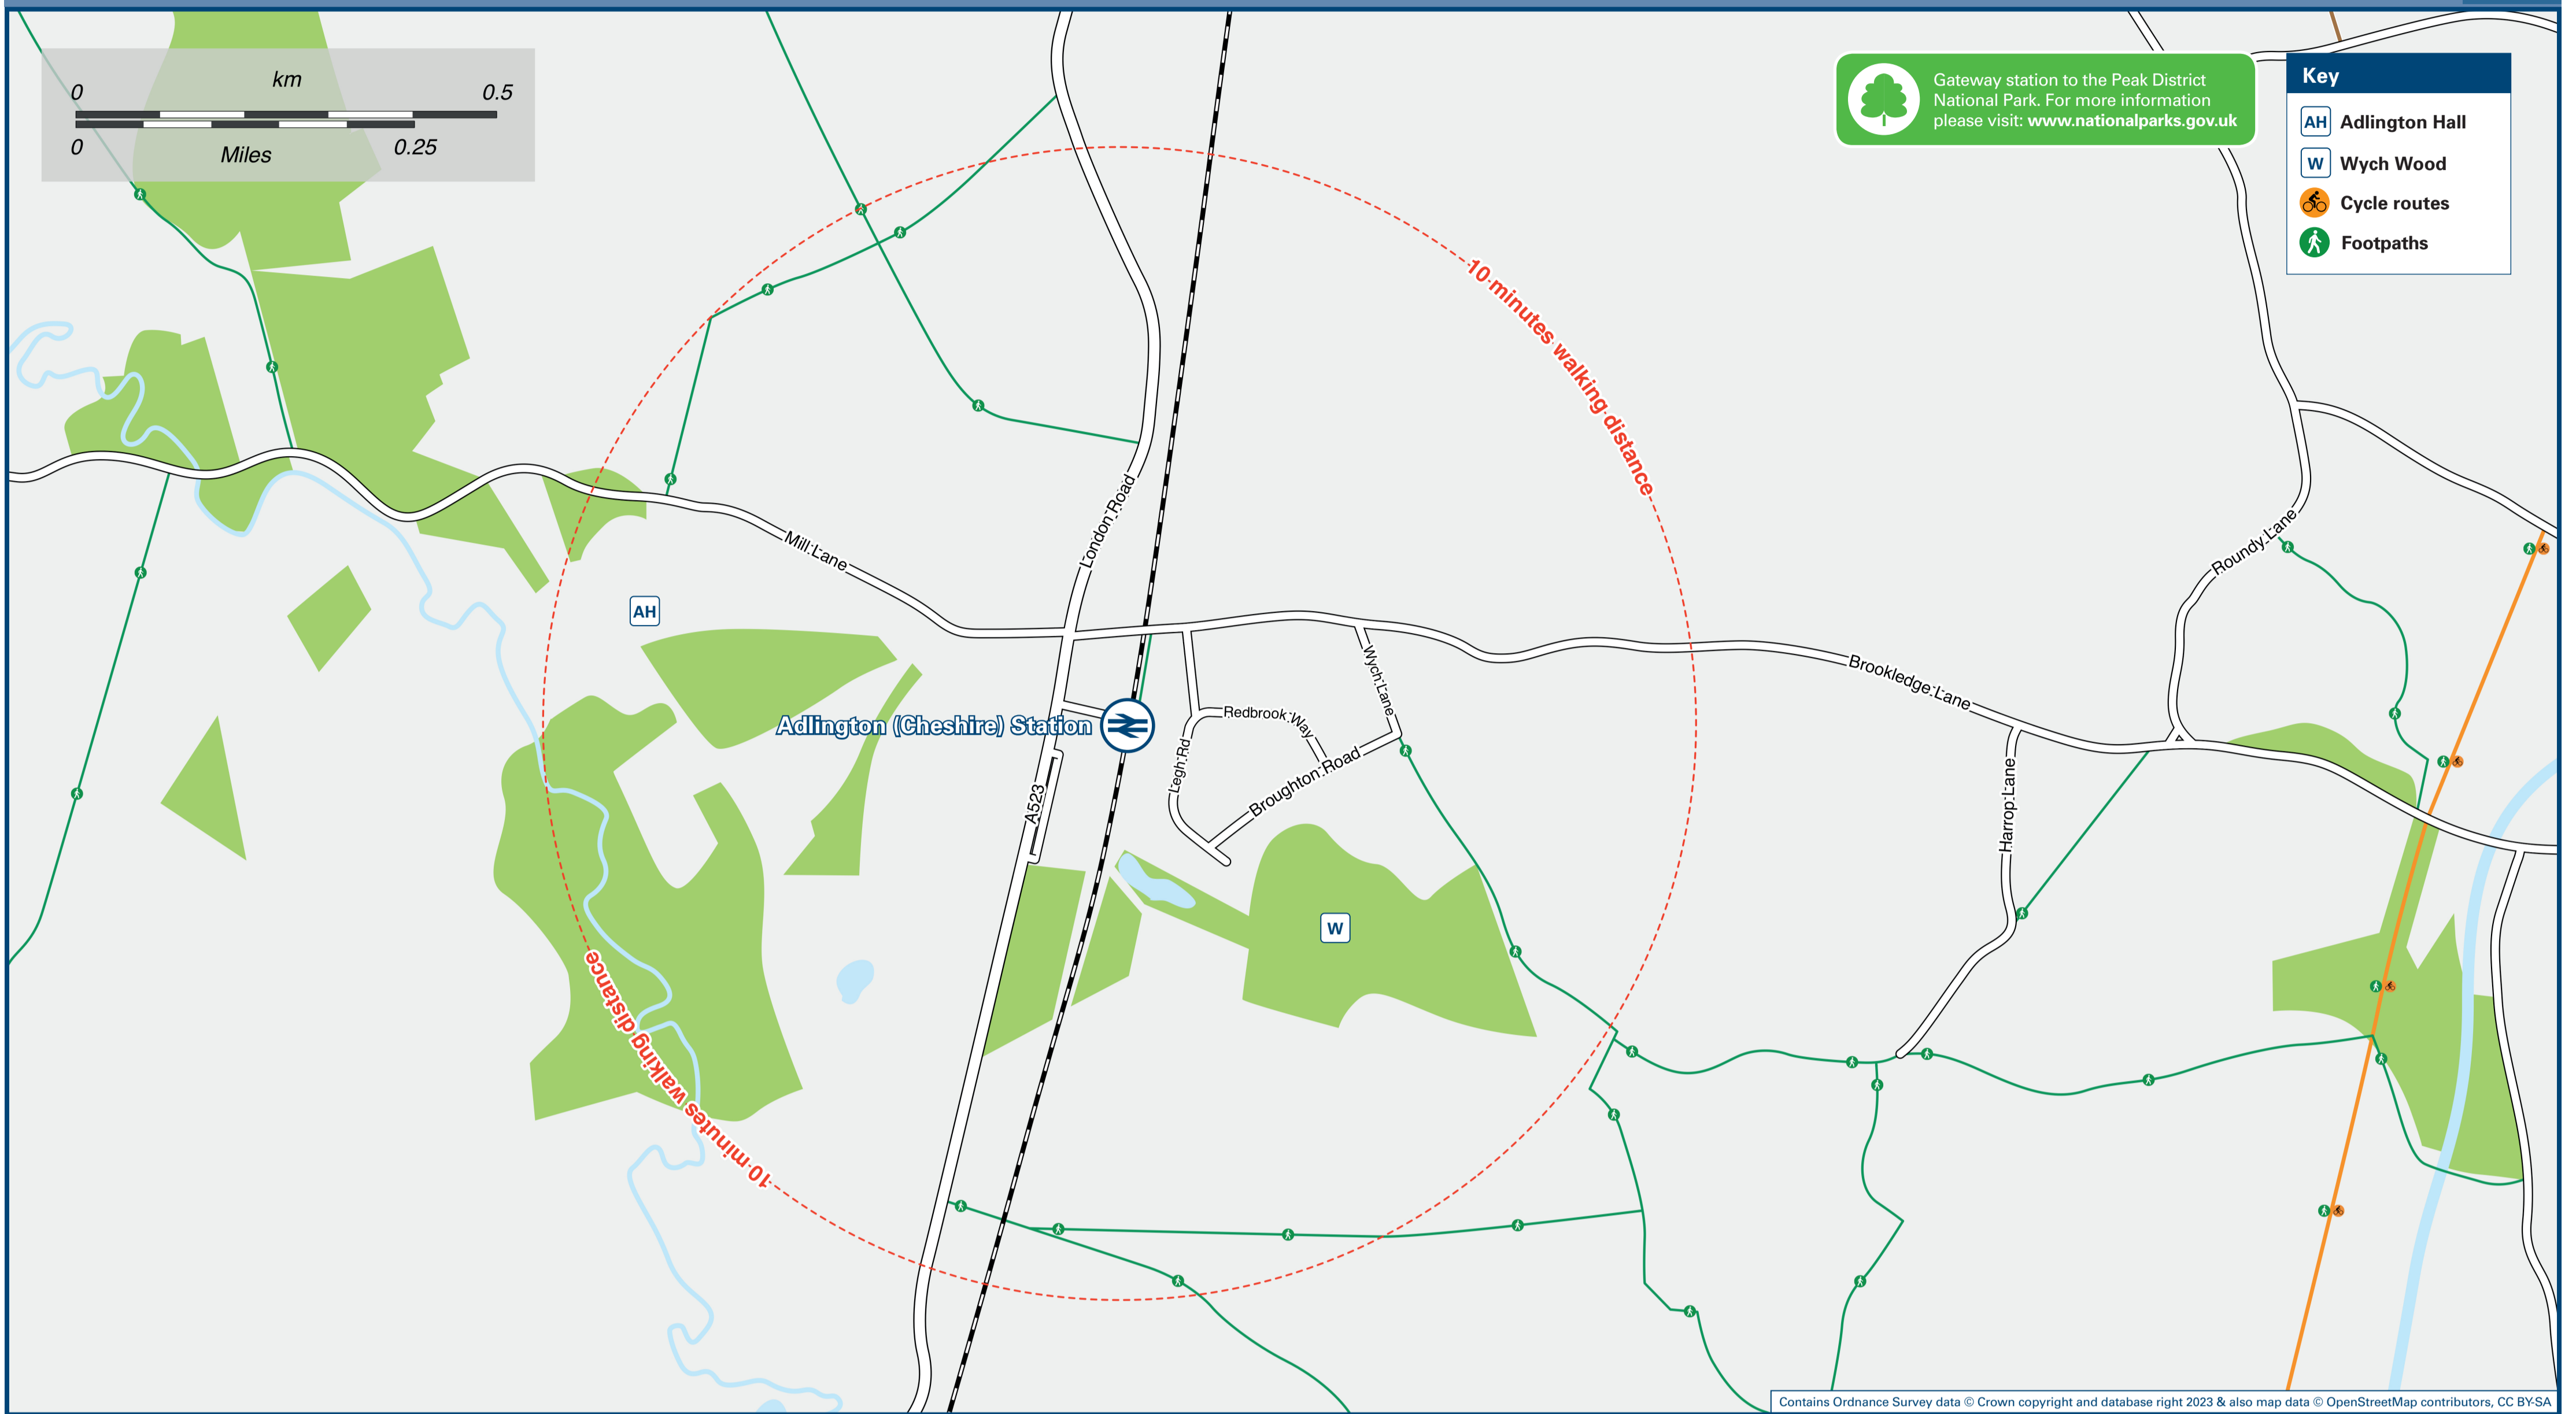 km
0
0.5
0
0.25
Miles
Gateway station to the Peak District
National Park. For more information
please visit: www.nationalparks.gov.uk
Key
AH Adlington Hall
W Wych Wood
Cycle routes
Footpaths
10 minutes walking distance
London Road
Mill Lane
Roundy Lane
AH
Wych Lane
Brookledge Lane
Adlington (Cheshire) Station
Redbrook Way
Legh Rd
Broughton Road
A523
Harrop Lane
W
10 minutes walking distance
Contains Ordnance Survey data © Crown copyright and database right 2023 & also map data © OpenStreetMap contributors, CC BY-SA